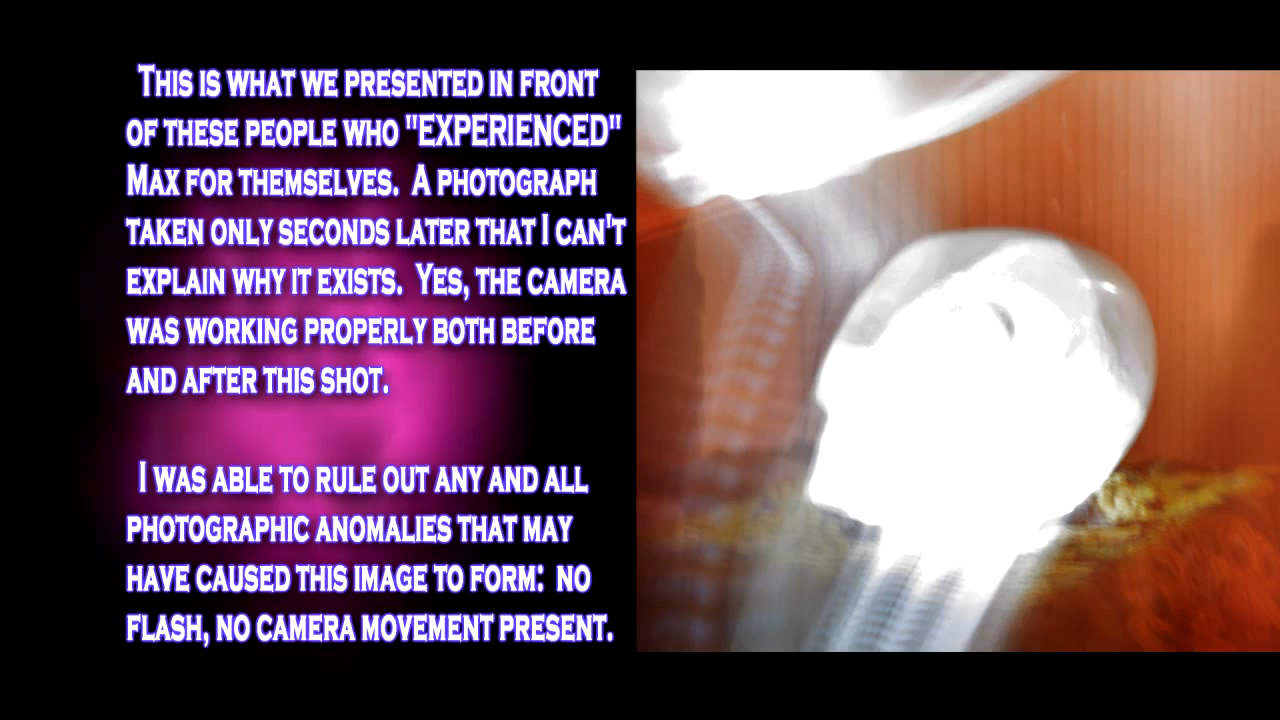 This is what we presented in front
of these people who "EXPERIENCED"
Max for themselves. A photograph
taken only seconds later that I can't
explain why it exists. Yes, the camera
was working properly both before
and after this shot.
I was able to rule out any and all
photographic anomalies that may
have caused this image to form: no
flash, no camera movement present.